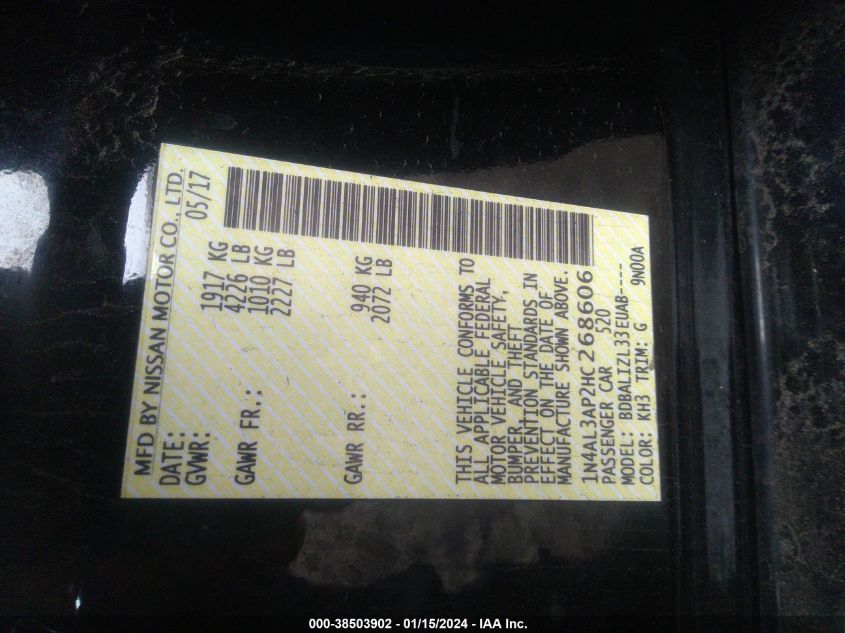 MFD BY NISSAN MOTOR CO., LTD.
DATE: 05/17
GVWR: 1917 KG
4226 LB
GAWR FR.: 1010 KG
2227 LB
GAWR RR.: 940 KG
2072 LB
THIS VEHICLE CONFORMS TO
ALL APPLICABLE FEDERAL
MOTOR VEHICLE SAFETY,
BUMPER, AND THEFT
PREVENTION STANDARDS IN
EFFECT ON THE DATE OF
MANUFACTURE SHOWN ABOVE.
1N4AL3AP2HC268606
PASSENGER CAR 520
MODEL: BDBALIZL33EUAB----
COLOR: KH3 TRIM: G 9N00A
000-38503902 - 01/15/2024 - IAA Inc.